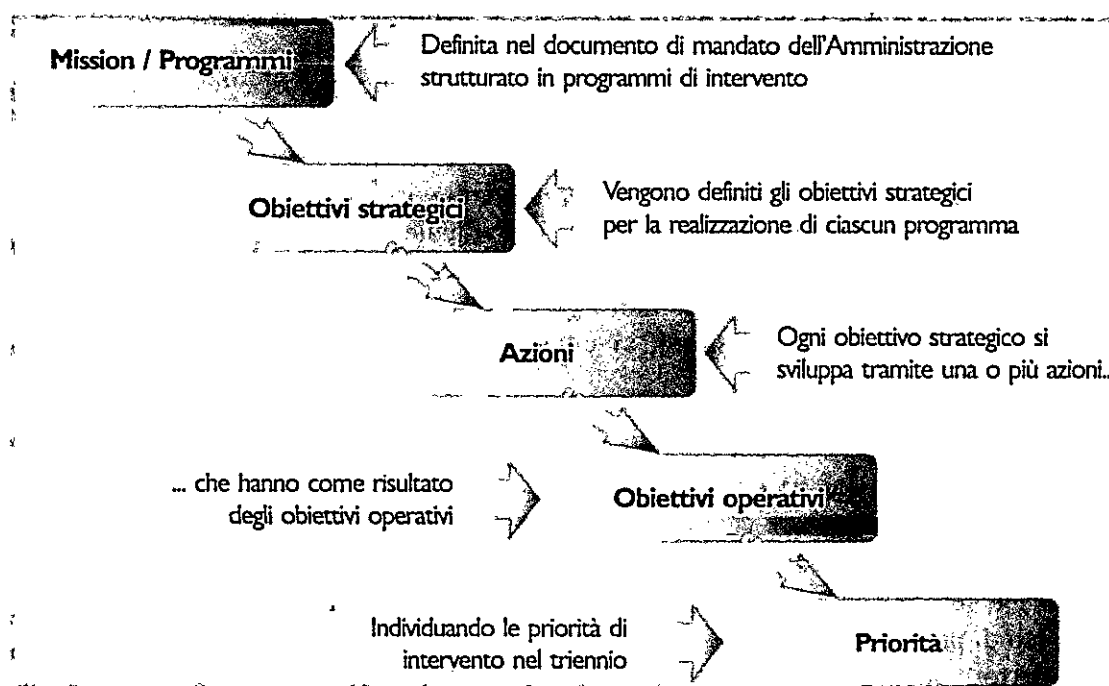 Mission / Programmi
Definita nel documento di mandato dell'Amministrazione
strutturato in programmi di intervento
Obiettivi strategici
Vengono definiti gli obiettivi strategici
per la realizzazione di ciascun programma
Azioni
Ogni obiettivo strategico si
sviluppa tramite una o più azioni..
... che hanno come risultato
degli obiettivi operativi
Obiettivi operativi
Individuando le priorità di
intervento nel triennio
Priorità